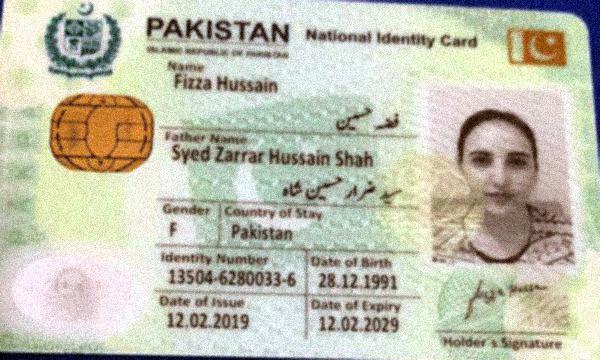 PAKISTAN National Identity Card
ISLAMIC REPUBLIC OF PAKISTAN
Name
Fizza Hussain
فضہ حسین
Father Name
Syed Zarrar Hussain Shah
سید ضرار حسین شاہ
Gender Country of Stay
F Pakistan
Identity Number Date of Birth
13504-6280033-6 28.12.1991
Date of Issue Date of Expiry
12.02.2019 12.02.2029
Holder's Signature